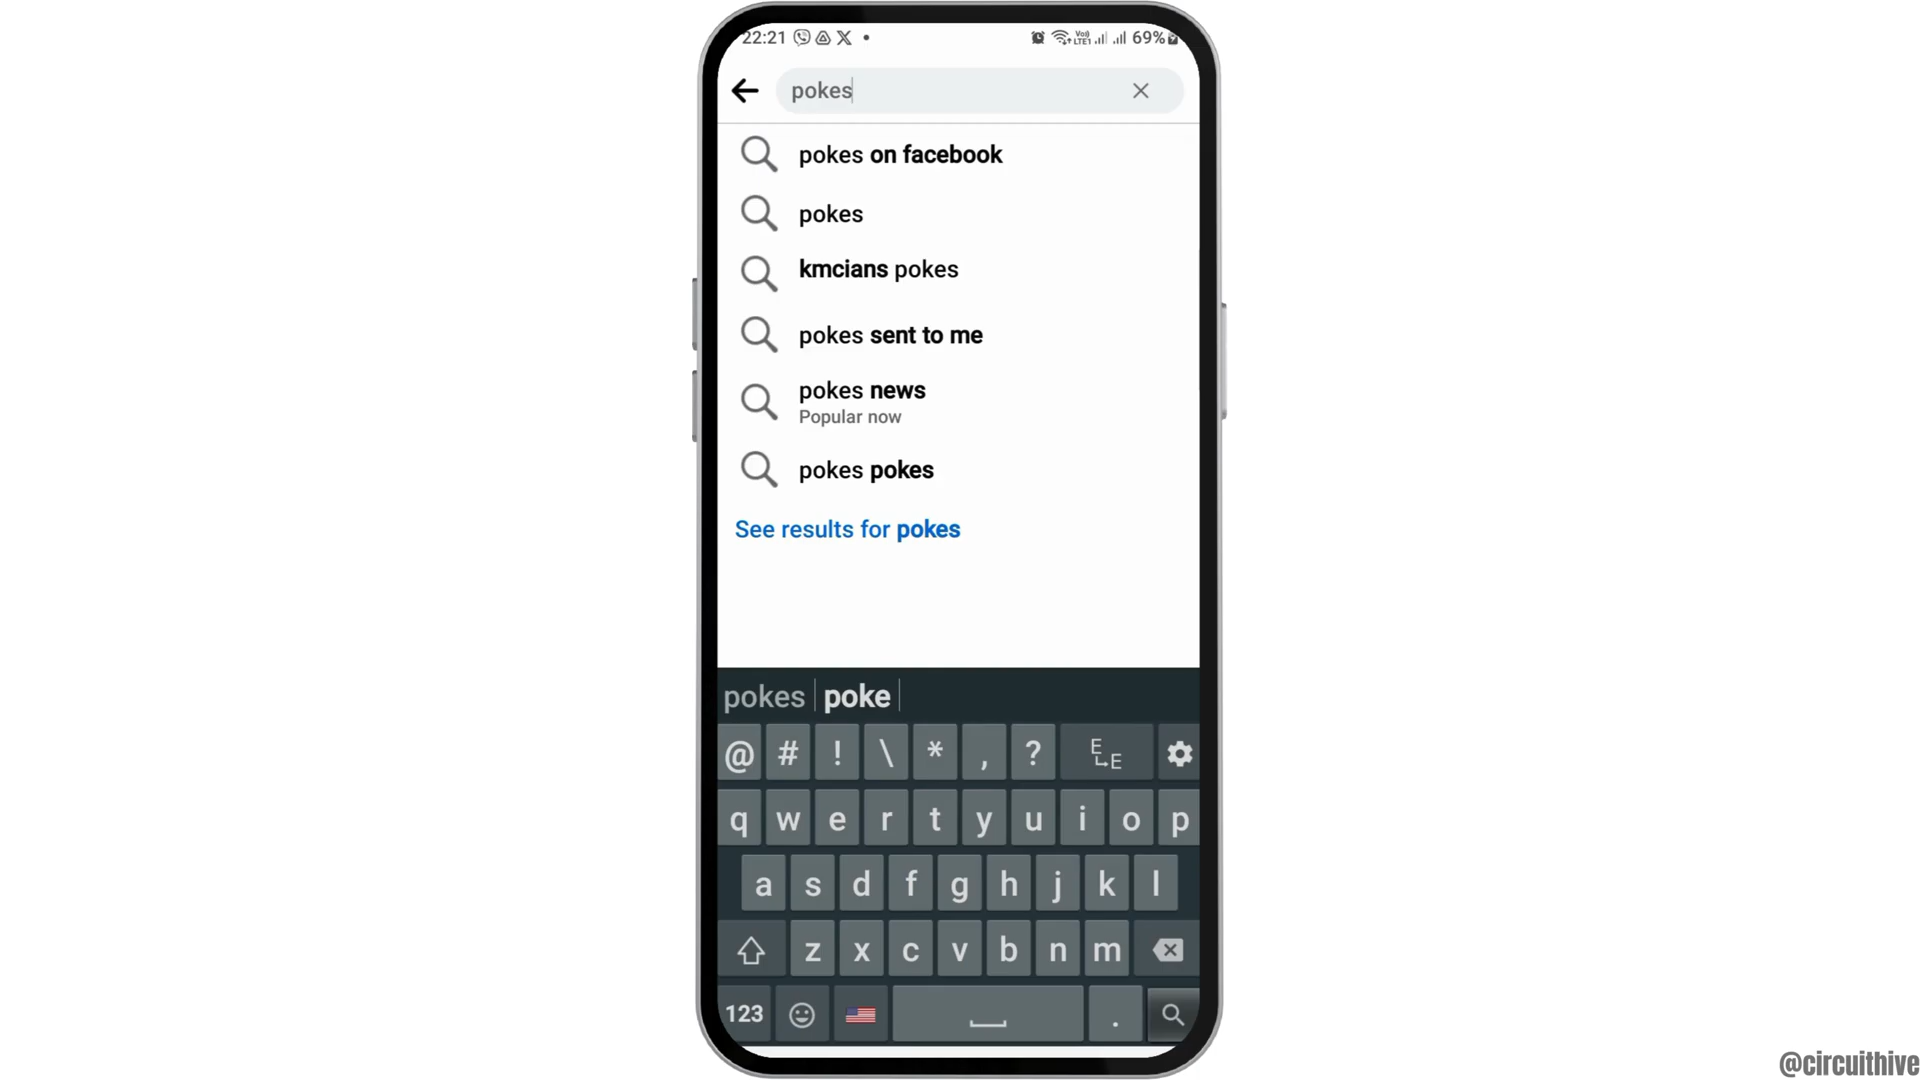 22:21 69%
pokes
pokes on facebook
pokes
kmcians pokes
pokes sent to me
pokes news
Popular now
pokes pokes
See results for pokes
pokes poke
@ # ! \ * , ? E E
q w e r t y u i o p
a s d f g h j k l
z x c v b n m
123 .
@circuithive